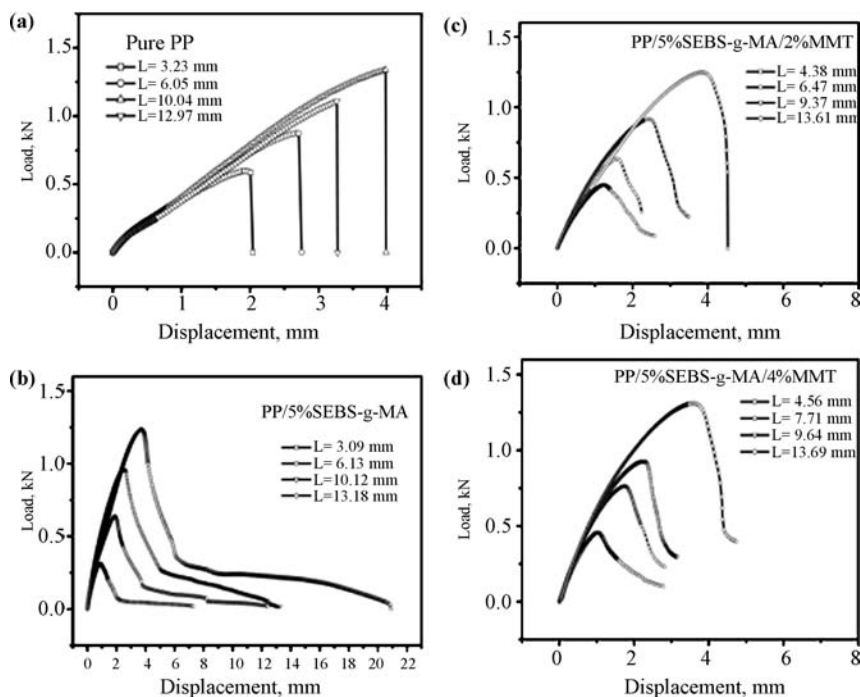 (a)
Pure PP
L= 3.23 mm
L= 6.05 mm
L=10.04 mm
L=12.97 mm
1.5
1.0
0.5
0.0
Load, kN
0 1 2 3 4
Displacement, mm
(b)
PP/5%SEBS-g-MA
L= 3.09 mm
L= 6.13 mm
L=10.12 mm
L=13.18 mm
1.5
1.0
0.5
0.0
Load, kN
0 2 4 6 8 10 12 14 16 18 20 22
Displacement, mm
(c)
PP/5%SEBS-g-MA/2%MMT
L= 4.38 mm
L= 6.47 mm
L= 9.37 mm
L=13.61 mm
1.5
1.0
0.5
0.0
Load, kN
0 2 4 6 8
Displacement, mm
(d)
PP/5%SEBS-g-MA/4%MMT
L= 4.56 mm
L= 7.71 mm
L= 9.64 mm
L=13.69 mm
1.5
1.0
0.5
0.0
Load, kN
0 2 4 6 8
Displacement, mm